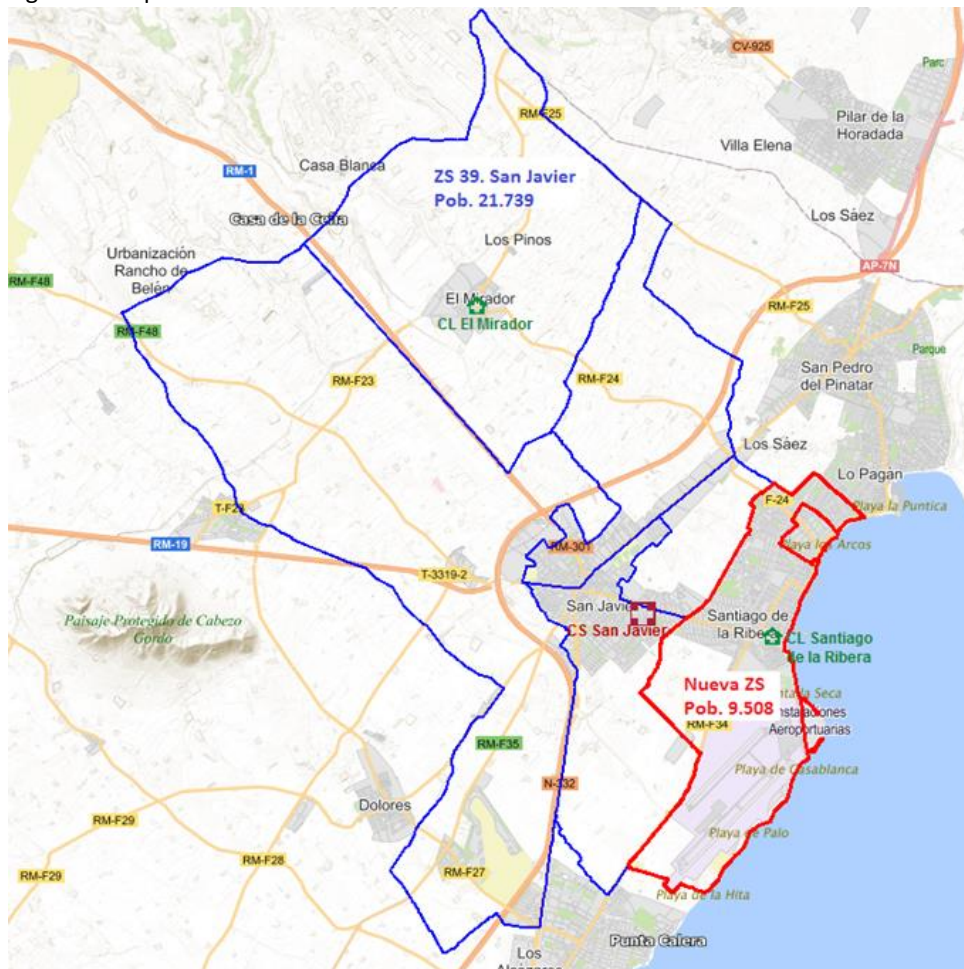 CV-925
Parc
RM-F25
Pilar de la
Horadada
Villa Elena
Casa Blanca
RM-1
ZS 39. San Javier
Pob. 21.739
Los Sáez
Urbanización
Rancho de
Belén
Los Pinos
AP-7N
RM-F48
El Mirador
CL El Mirador
RM-F25
RM-F48
Parque
San Pedro
del Pinatar
RM-F23
RM-F24
Los Sáez
Lo Pagán
F-24
Playa la Puntica
RM-19
RM-301
Playa los Arcos
T-3319-2
Paisaje Protegido de Cabezo
Gordo
San Javier
CS San Javier
Santiago de
la Ribera
CL Santiago
de la Ribera
Nueva ZS
Pob. 9.508
Instalaciones
Aeroportuarias
RM-F34
RM-F35
Playa de Casablanca
N-332
Dolores
Playa de Palo
RM-F29
RM-F28
RM-F27
RM-F29
Playa de la Hita
Punta Calera
Los